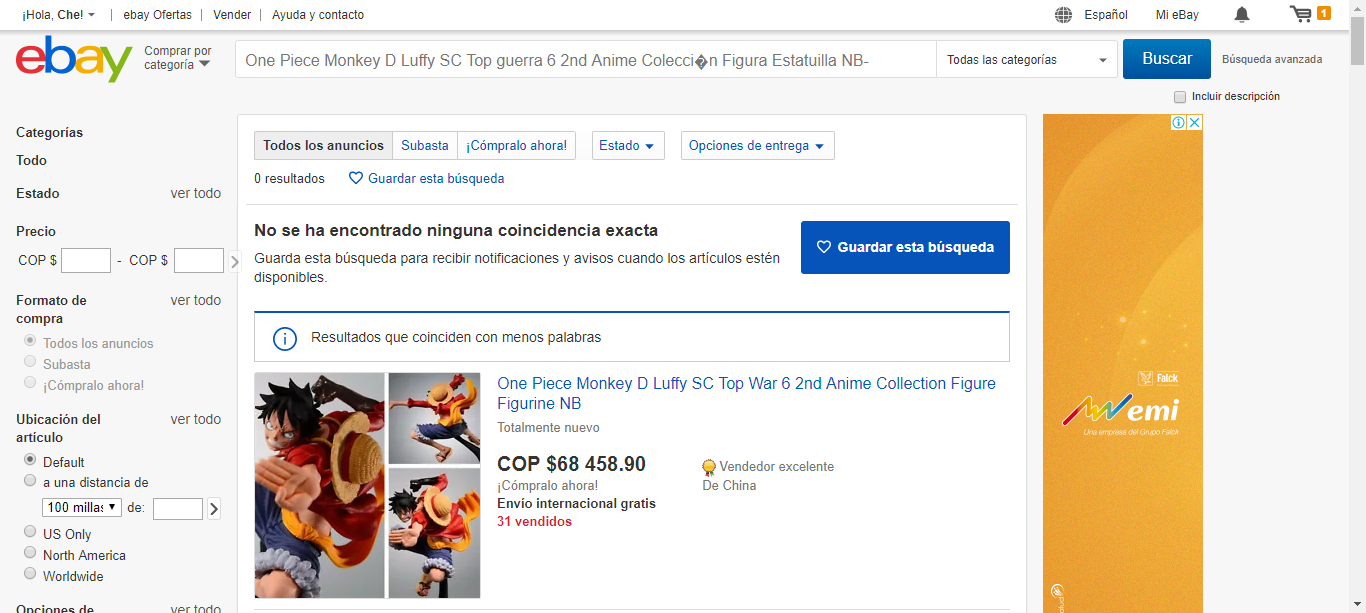 ¡Hola, Che!
ebay Ofertas
Vender
Ayuda y contacto
Español
Mi eBay
1
ebay
Comprar por
categoría
One Piece Monkey D Luffy SC Top guerra 6 2nd Anime Colecci�n Figura Estatuilla NB-
Todas las categorías
Buscar
Búsqueda avanzada
Incluir descripción
Categorías
Todo
Estado ver todo
Precio
COP $ - COP $
Formato de ver todo
compra
Todos los anuncios
Subasta
¡Cómpralo ahora!
Ubicación del ver todo
artículo
Default
a una distancia de
100 millas de:
US Only
North America
Worldwide
Opciones de ver todo
Todos los anuncios
Subasta
¡Cómpralo ahora!
Estado
Opciones de entrega
0 resultados
Guardar esta búsqueda
No se ha encontrado ninguna coincidencia exacta
Guarda esta búsqueda para recibir notificaciones y avisos cuando los artículos estén
disponibles.
Guardar esta búsqueda
Resultados que coinciden con menos palabras
One Piece Monkey D Luffy SC Top War 6 2nd Anime Collection Figure
Figurine NB
Totalmente nuevo
COP $68 458.90
¡Cómpralo ahora!
Envío internacional gratis
31 vendidos
Vendedor excelente
De China
Falck
emi
Una empresa del Grupo Falck